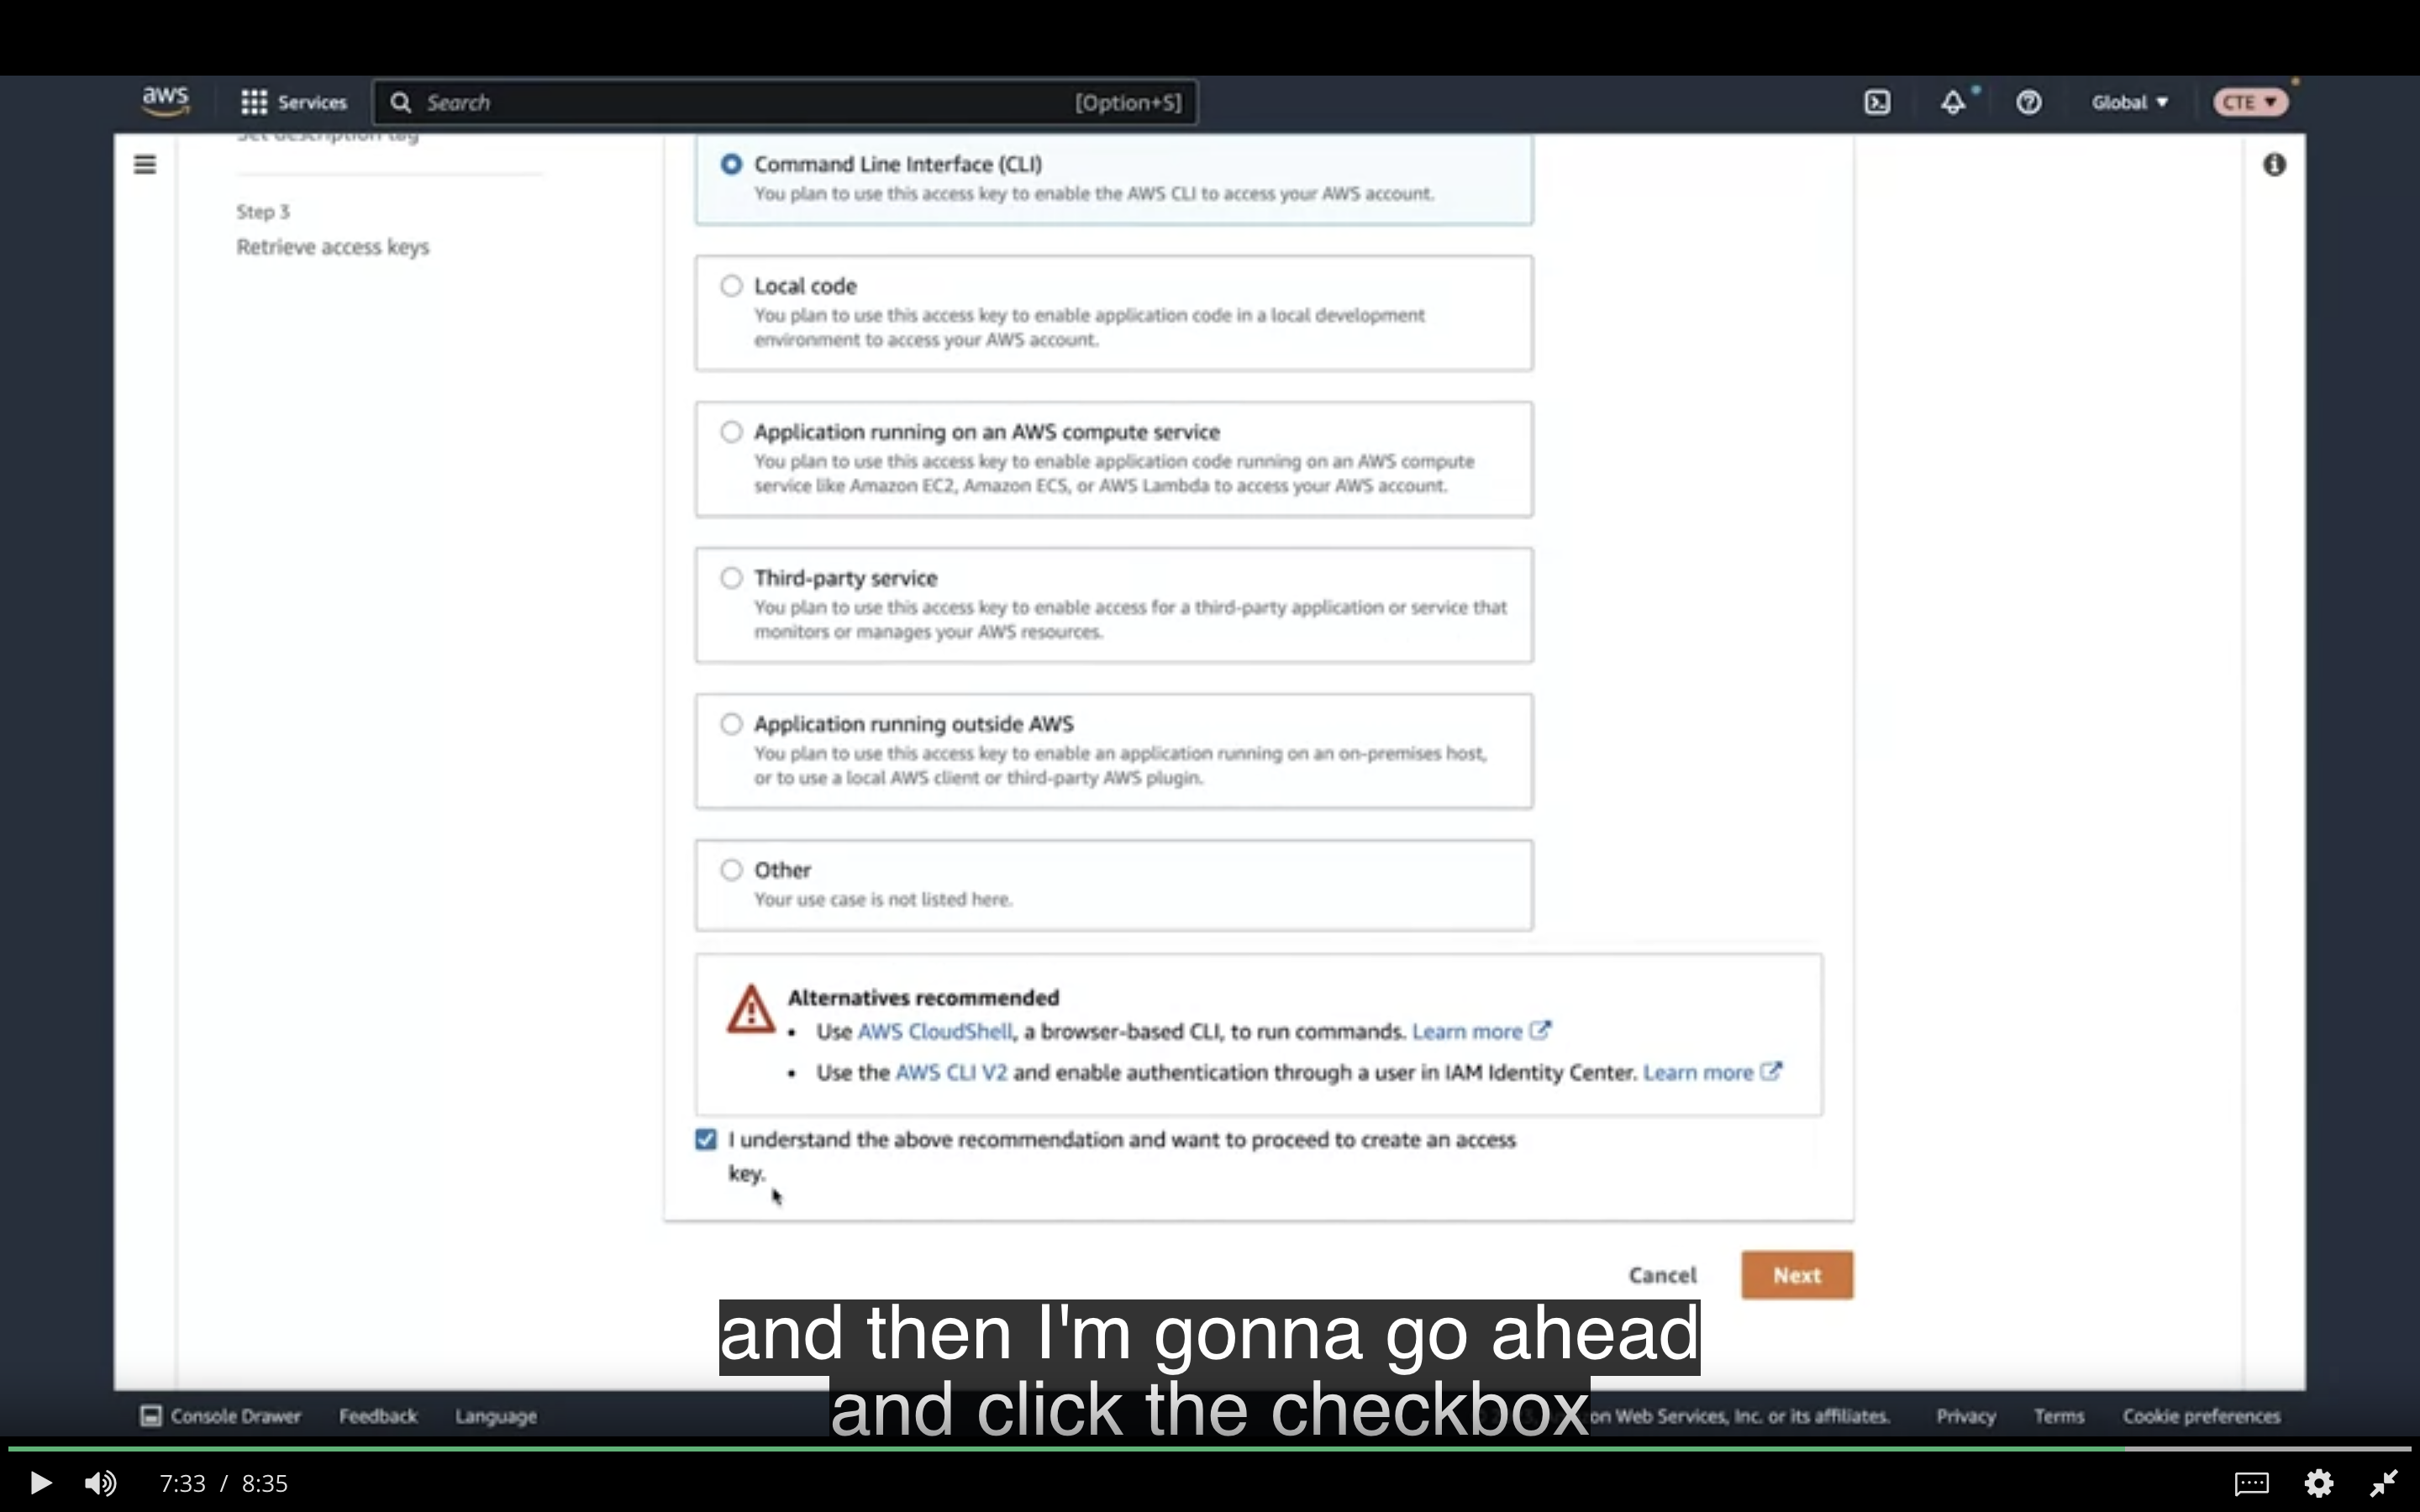 aws
Services
Search
[Option+S]
Global
CTE
Set description tag
Step 3
Retrieve access keys
Command Line Interface (CLI)
You plan to use this access key to enable the AWS CLI to access your AWS account.
Local code
You plan to use this access key to enable application code in a local development
environment to access your AWS account.
Application running on an AWS compute service
You plan to use this access key to enable application code running on an AWS compute
service like Amazon EC2, Amazon ECS, or AWS Lambda to access your AWS account.
Third-party service
You plan to use this access key to enable access for a third-party application or service that
monitors or manages your AWS resources.
Application running outside AWS
You plan to use this access key to enable an application running on an on-premises host,
or to use a local AWS client or third-party AWS plugin.
Other
Your use case is not listed here.
Alternatives recommended
• Use AWS CloudShell, a browser-based CLI, to run commands. Learn more
• Use the AWS CLI V2 and enable authentication through a user in IAM Identity Center. Learn more
I understand the above recommendation and want to proceed to create an access
key.
Cancel
Next
and then I'm gonna go ahead
and click the checkbox
Console Drawer
Feedback
Language
on Web Services, Inc. or its affiliates.
Privacy
Terms
Cookie preferences
7:33 / 8:35